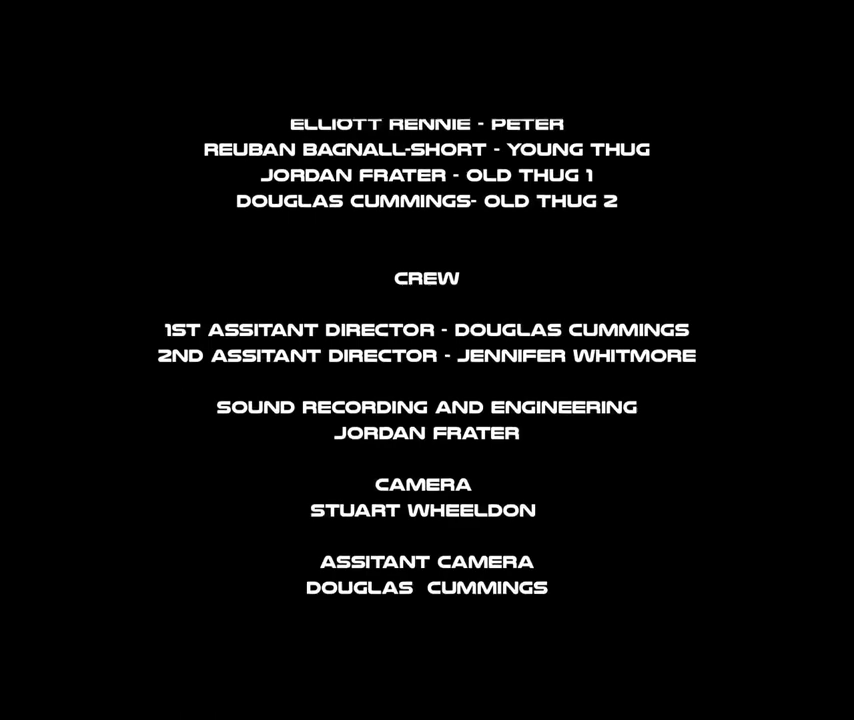 ELLIOTT RENNIE - PETER
REUBAN BAGNALL-SHORT - YOUNG THUG
JORDAN FRATER - OLD THUG 1
DOUGLAS CUMMINGS- OLD THUG 2
CREW
1ST ASSITANT DIRECTOR - DOUGLAS CUMMINGS
2ND ASSITANT DIRECTOR - JENNIFER WHITMORE
SOUND RECORDING AND ENGINEERING
JORDAN FRATER
CAMERA
STUART WHEELDON
ASSITANT CAMERA
DOUGLAS  CUMMINGS